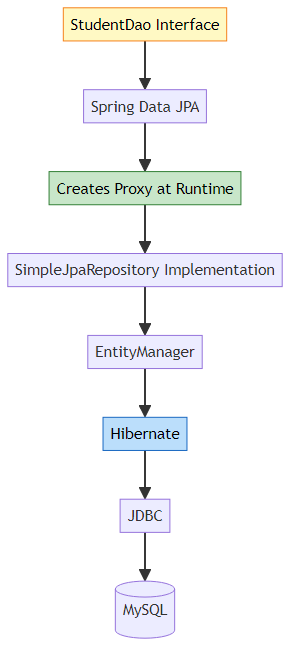 StudentDao Interface
Spring Data JPA
Creates Proxy at Runtime
SimpleJpaRepository Implementation
EntityManager
Hibernate
JDBC
MySQL